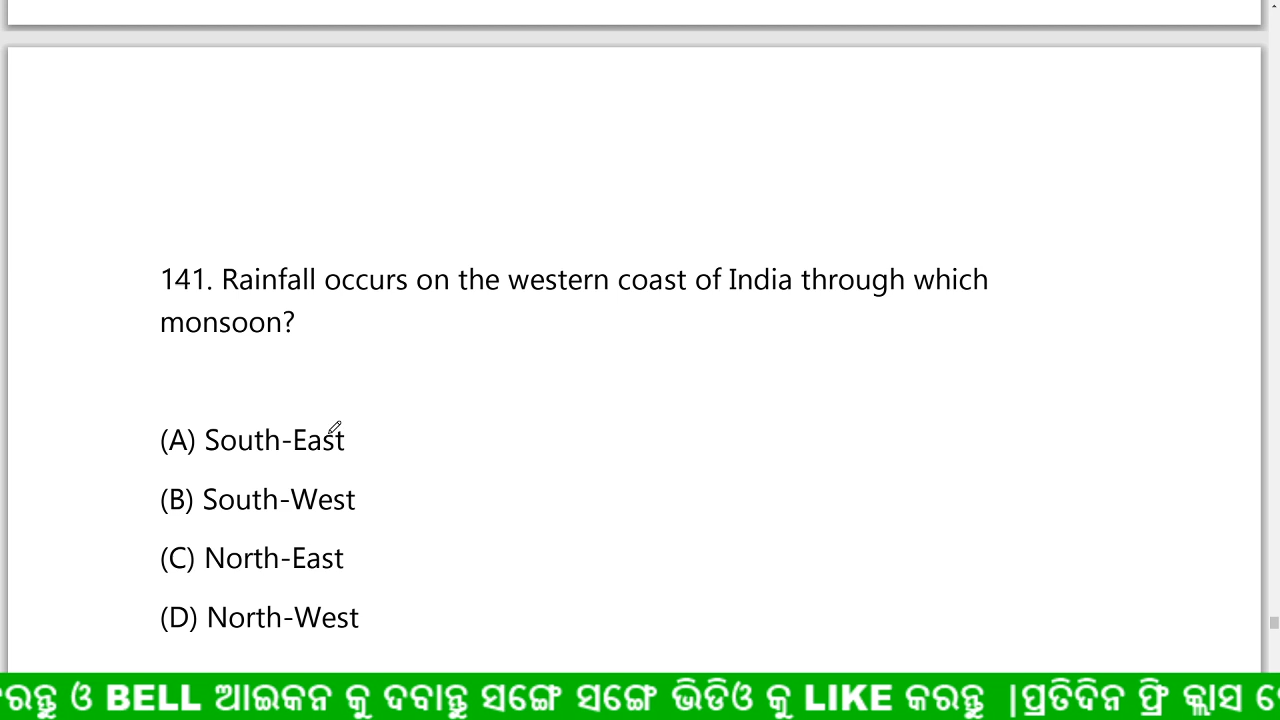 141. Rainfall occurs on the western coast of India through which
monsoon?
(A) South-East
(B) South-West
(C) North-East
(D) North-West
ଓ BELL ଆଇକନ କୁ ଦବାନ୍ତୁ ସଙ୍ଗେ ସଙ୍ଗେ ଭିଡିଓ କୁ LIKE କରନ୍ତୁ |ପ୍ରତିଦିନ ଫ୍ରି କ୍ଲାସ